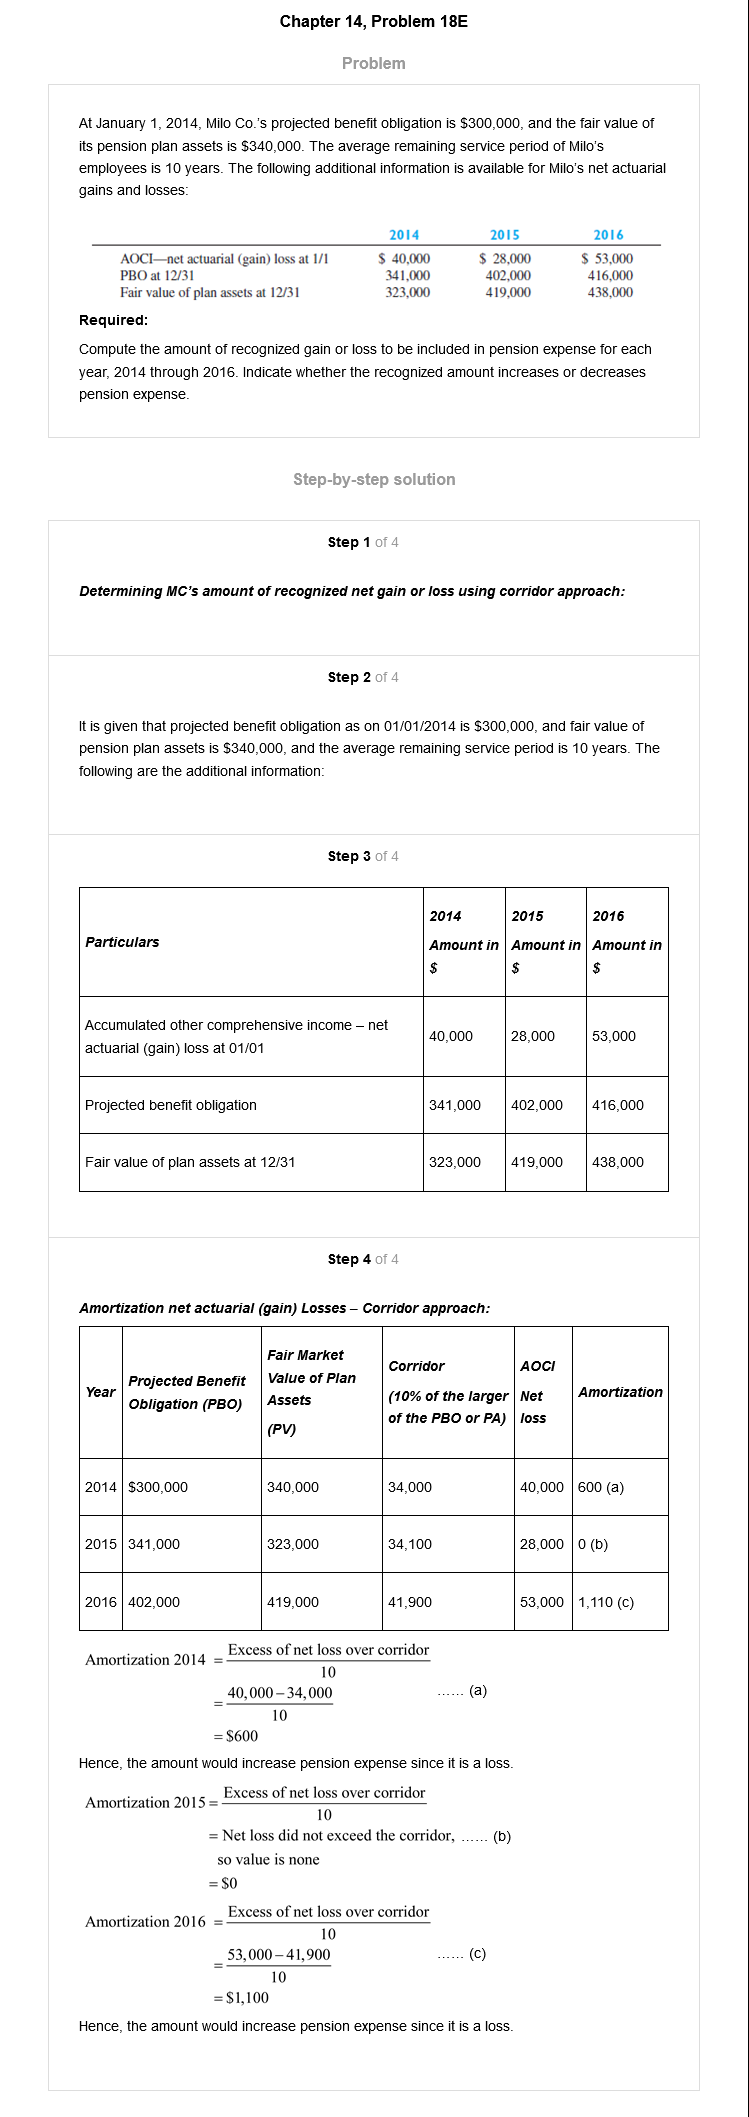 Chapter 14, Problem 18E
Problem
At January 1, 2014, Milo Co.'s projected benefit obligation is $300,000, and the fair value of
its pension plan assets is $340,000. The average remaining service period of Milo's
employees is 10 years. The following additional information is available for Milo's net actuarial
gains and losses:
2014 2015 2016
AOCI—net actuarial (gain) loss at 1/1 $ 40,000 $ 28,000 $ 53,000
PBO at 12/31 341,000 402,000 416,000
Fair value of plan assets at 12/31 323,000 419,000 438,000
Required:
Compute the amount of recognized gain or loss to be included in pension expense for each
year, 2014 through 2016. Indicate whether the recognized amount increases or decreases
pension expense.
Step-by-step solution
Step 1 of 4
Determining MC's amount of recognized net gain or loss using corridor approach:
Step 2 of 4
It is given that projected benefit obligation as on 01/01/2014 is $300,000, and fair value of
pension plan assets is $340,000, and the average remaining service period is 10 years. The
following are the additional information:
Step 3 of 4
Particulars
2014 2015 2016
Amount in Amount in Amount in
$ $ $
Accumulated other comprehensive income – net
actuarial (gain) loss at 01/01
40,000 28,000 53,000
Projected benefit obligation 341,000 402,000 416,000
Fair value of plan assets at 12/31 323,000 419,000 438,000
Step 4 of 4
Amortization net actuarial (gain) Losses – Corridor approach:
Year
Projected Benefit
Obligation (PBO)
Fair Market
Value of Plan
Assets
(PV)
Corridor
(10% of the larger
of the PBO or PA)
AOCI
Net
loss
Amortization
2014 $300,000 340,000 34,000 40,000 600 (a)
2015 341,000 323,000 34,100 28,000 0 (b)
2016 402,000 419,000 41,900 53,000 1,110 (c)
Amortization 2014 = Excess of net loss over corridor
10
= 40,000 – 34,000 ...... (a)
10
= $600
Hence, the amount would increase pension expense since it is a loss.
Amortization 2015 = Excess of net loss over corridor
10
= Net loss did not exceed the corridor, ...... (b)
so value is none
= $0
Amortization 2016 = Excess of net loss over corridor
10
= 53,000 – 41,900 ...... (c)
10
= $1,100
Hence, the amount would increase pension expense since it is a loss.